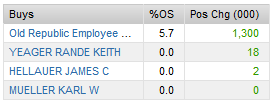 Buys %OS Pos Chg (000)
Old Republic Employee ... 5.7 1,300
YEAGER RANDE KEITH 0.0 18
HELLAUER JAMES C 0.0 2
MUELLER KARL W 0.0 0